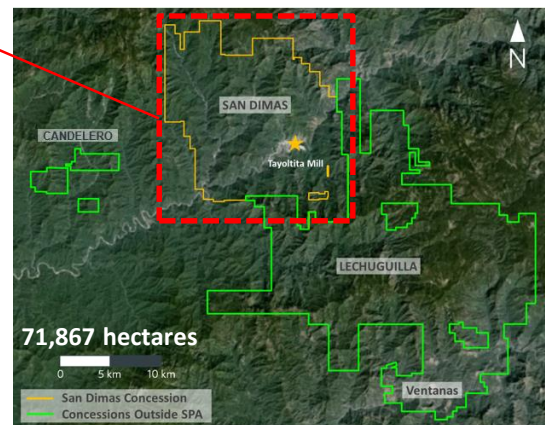 N
SAN DIMAS
CANDELERO
Tayoltita Mill
LECHUGUILLA
71,867 hectares
0 5 km 10 km
Ventanas
San Dimas Concession
Concessions Outside SPA